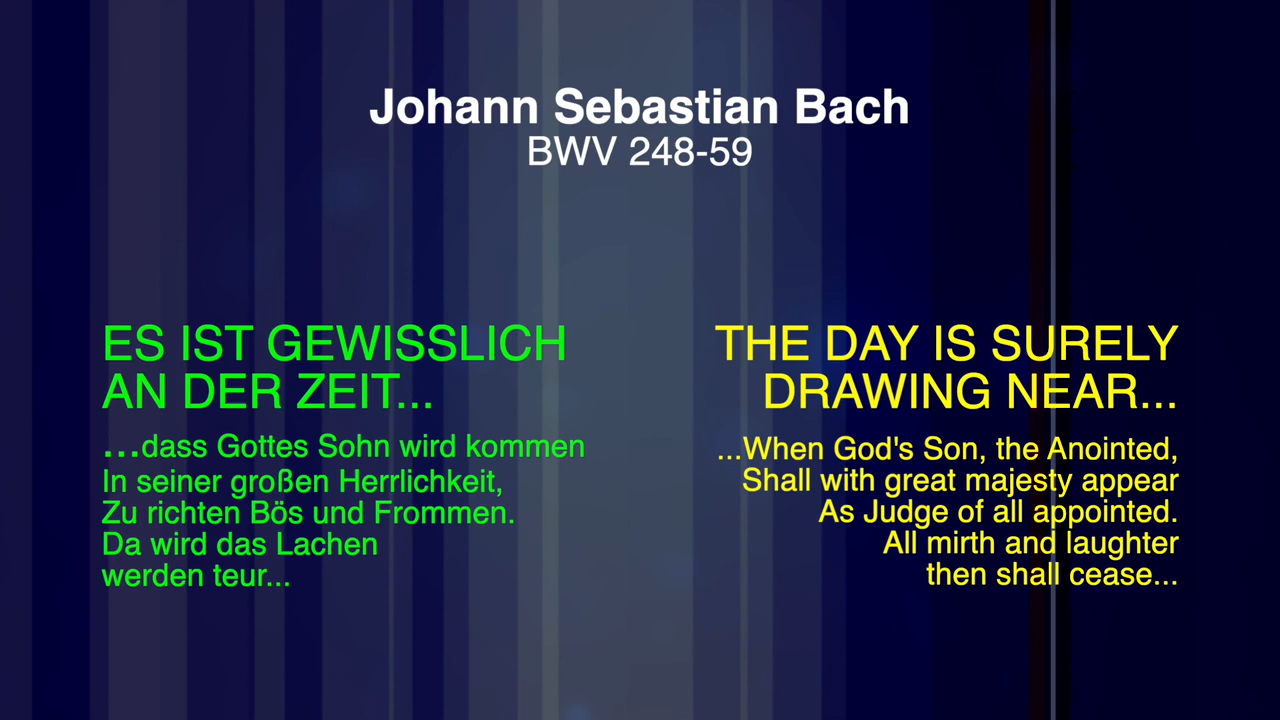 Johann Sebastian Bach
BWV 248-59
ES IST GEWISSLICH
AN DER ZEIT...
...dass Gottes Sohn wird kommen
In seiner großen Herrlichkeit,
Zu richten Bös und Frommen.
Da wird das Lachen
werden teur...
THE DAY IS SURELY
DRAWING NEAR...
...When God's Son, the Anointed,
Shall with great majesty appear
As Judge of all appointed.
All mirth and laughter
then shall cease...